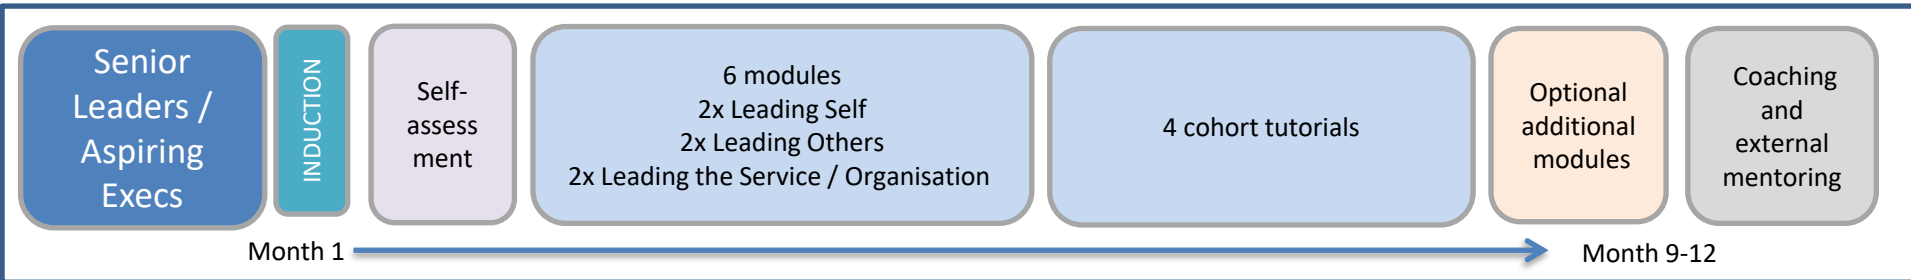 Senior
Leaders /
Aspiring
Execs
INDUCTION
Self-
assess
ment
6 modules
2x Leading Self
2x Leading Others
2x Leading the Service / Organisation
4 cohort tutorials
Optional
additional
modules
Coaching
and
external
mentoring
Month 1
Month 9-12